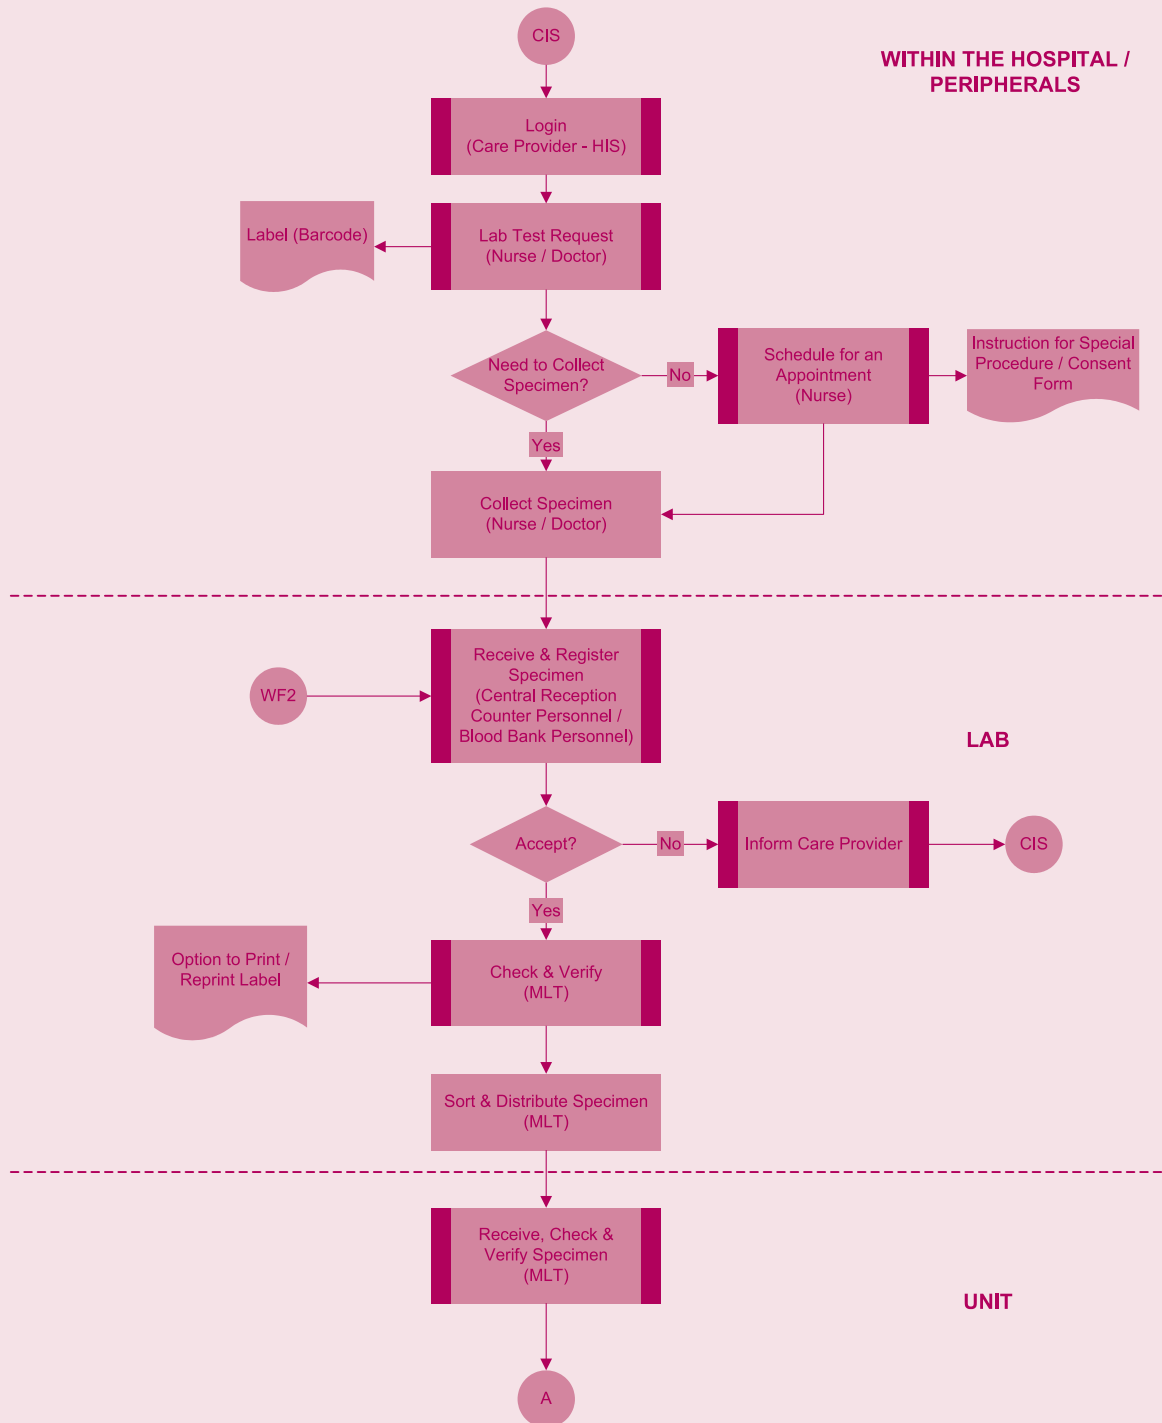 CIS
WITHIN THE HOSPITAL /
PERIPHERALS
Login
(Care Provider - HIS)
Label (Barcode)
Lab Test Request
(Nurse / Doctor)
Need to Collect
Specimen?
No
Schedule for an
Appointment
(Nurse)
Instruction for Special
Procedure / Consent
Form
Yes
Collect Specimen
(Nurse / Doctor)
WF2
Receive & Register
Specimen
(Central Reception
Counter Personnel /
Blood Bank Personnel)
LAB
Accept?
No
Inform Care Provider
CIS
Yes
Option to Print /
Reprint Label
Check & Verify
(MLT)
Sort & Distribute Specimen
(MLT)
Receive, Check &
Verify Specimen
(MLT)
UNIT
A